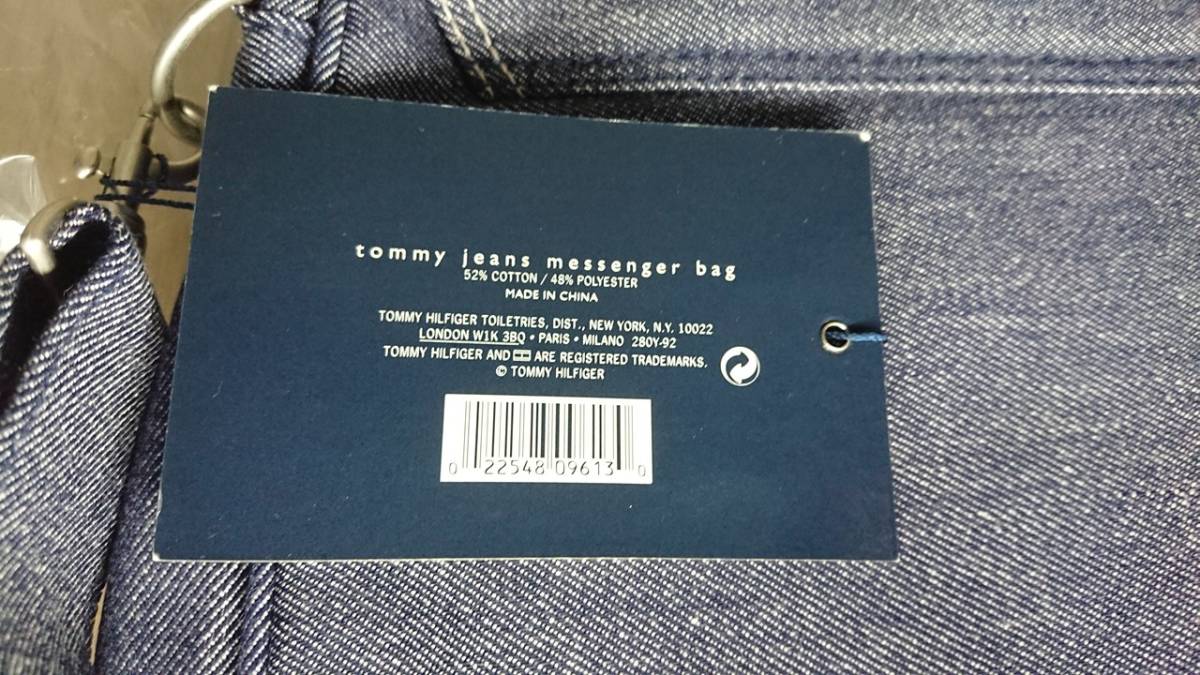 tommy jeans messenger bag
52% COTTON / 48% POLYESTER
MADE IN CHINA
TOMMY HILFIGER TOILETRIES, DIST., NEW YORK, N.Y. 10022
LONDON W1K 3BQ • PARIS • MILANO 280Y-92
TOMMY HILFIGER AND ARE REGISTERED TRADEMARKS.
© TOMMY HILFIGER
0 22548 09613 0